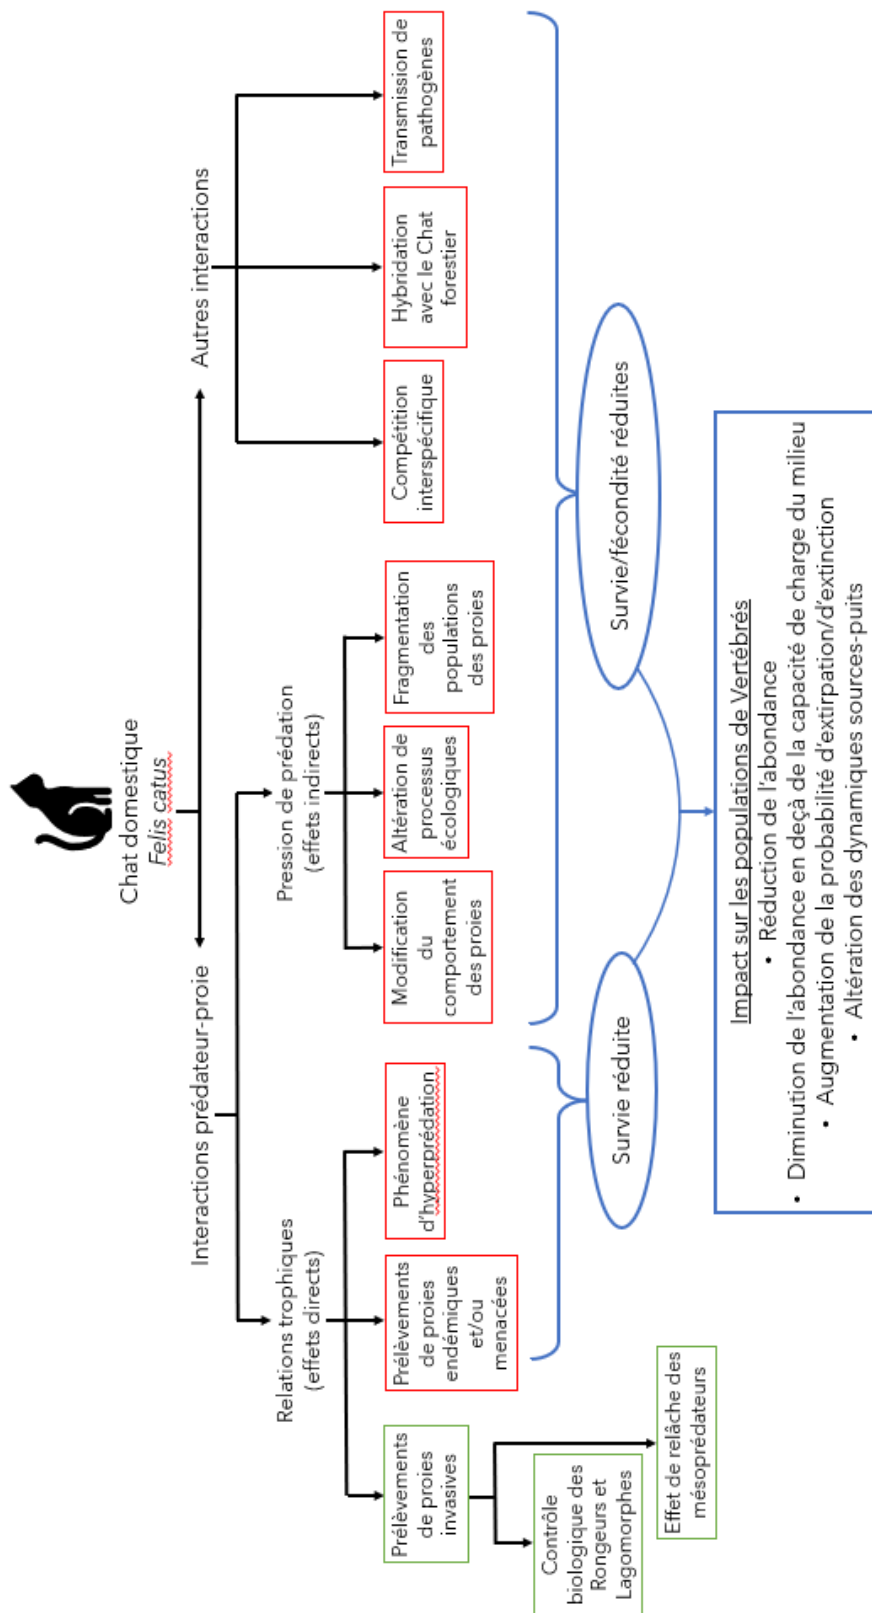 Chat domestique
Felis catus
Interactions prédateur-proie
Autres interactions
Relations trophiques
(effets directs)
Pression de prédation
(effets indirects)
Prélèvements
de proies
invasives
Prélèvements
de proies
endémiques
et/ou
menacées
Phénomène
d'hyperprédation
Modification
du
comportement
des proies
Altération de
processus
écologiques
Fragmentation
des
populations
des proies
Compétition
interspécifique
Hybridation
avec le Chat
forestier
Transmission de
pathogènes
Contrôle
biologique des
Rongeurs et
Lagomorphes
Effet de relâche des
mésoprédateurs
Survie réduite
Survie/fécondité réduites
Impact sur les populations de Vertébrés
• Réduction de l'abondance
• Diminution de l'abondance en deçà de la capacité de charge du milieu
• Augmentation de la probabilité d'extirpation/d'extinction
• Altération des dynamiques sources-puits